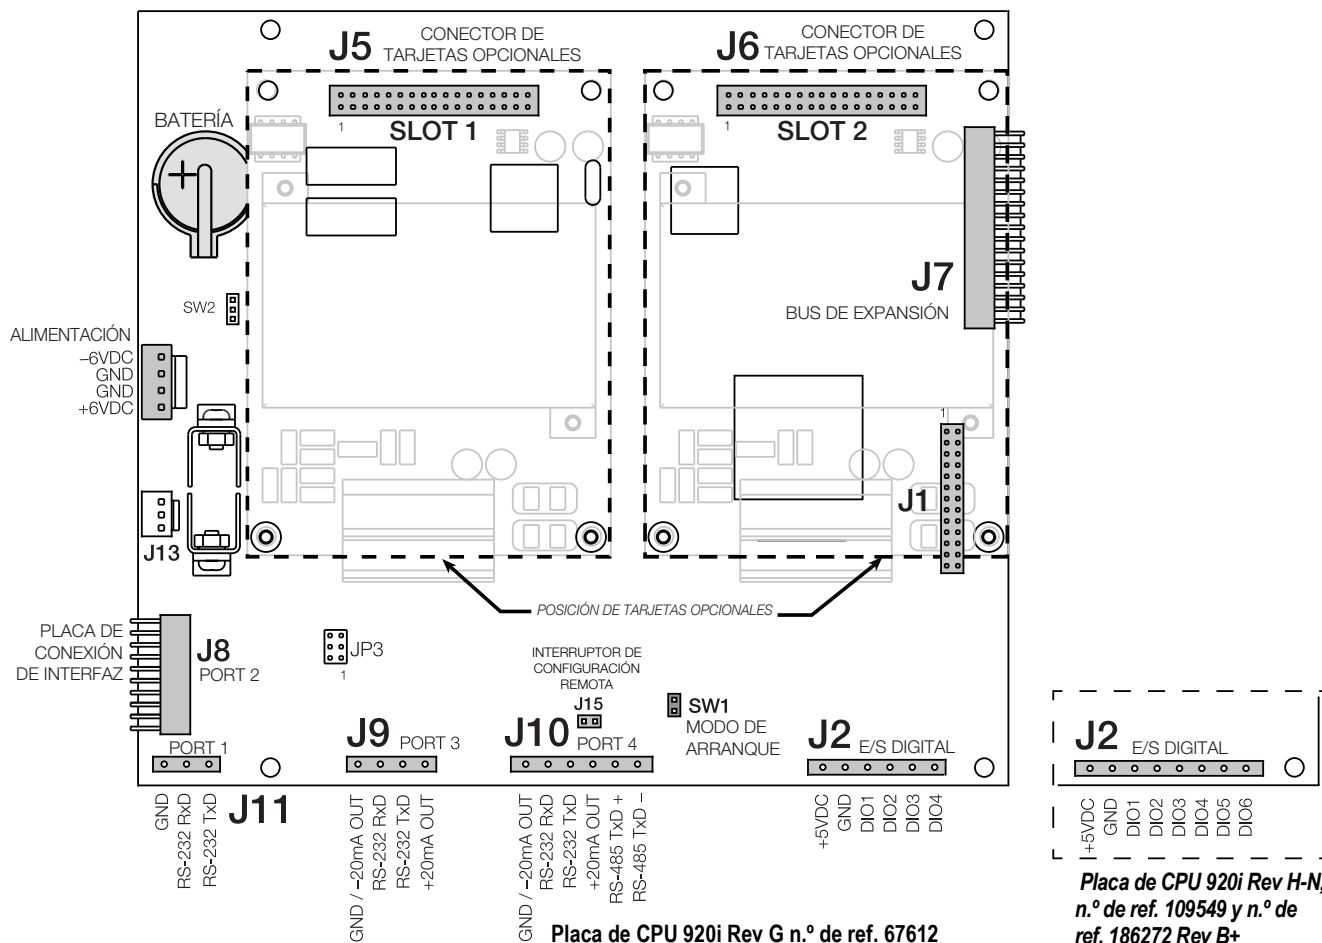 J5
CONECTOR DE
TARJETAS OPCIONALES
J6
CONECTOR DE
TARJETAS OPCIONALES
1
SLOT 1
1
SLOT 2
BATERÍA
+
J7
BUS DE EXPANSIÓN
SW2
ALIMENTACIÓN
–6VDC
GND
GND
+6VDC
1
J1
J13
POSICIÓN DE TARJETAS OPCIONALES
PLACA DE
CONEXIÓN
DE INTERFAZ
J8
PORT 2
JP3
1
INTERRUPTOR DE
CONFIGURACIÓN
REMOTA
J15
SW1
MODO DE
ARRANQUE
PORT 1
J9 PORT 3
J10 PORT 4
J2 E/S DIGITAL
J2 E/S DIGITAL
J11
GND
RS-232 RxD
RS-232 TxD
GND / –20mA OUT
RS-232 RxD
RS-232 TxD
+20mA OUT
GND / –20mA OUT
RS-232 RxD
RS-232 TxD
+20mA OUT
RS-485 TxD +
RS-485 TxD –
+5VDC
GND
DIO1
DIO2
DIO3
DIO4
+5VDC
GND
DIO1
DIO2
DIO3
DIO4
DIO5
DIO6
Placa de CPU 920i Rev G n.º de ref. 67612
Placa de CPU 920i Rev H-N,
n.º de ref. 109549 y n.º de
ref. 186272 Rev B+